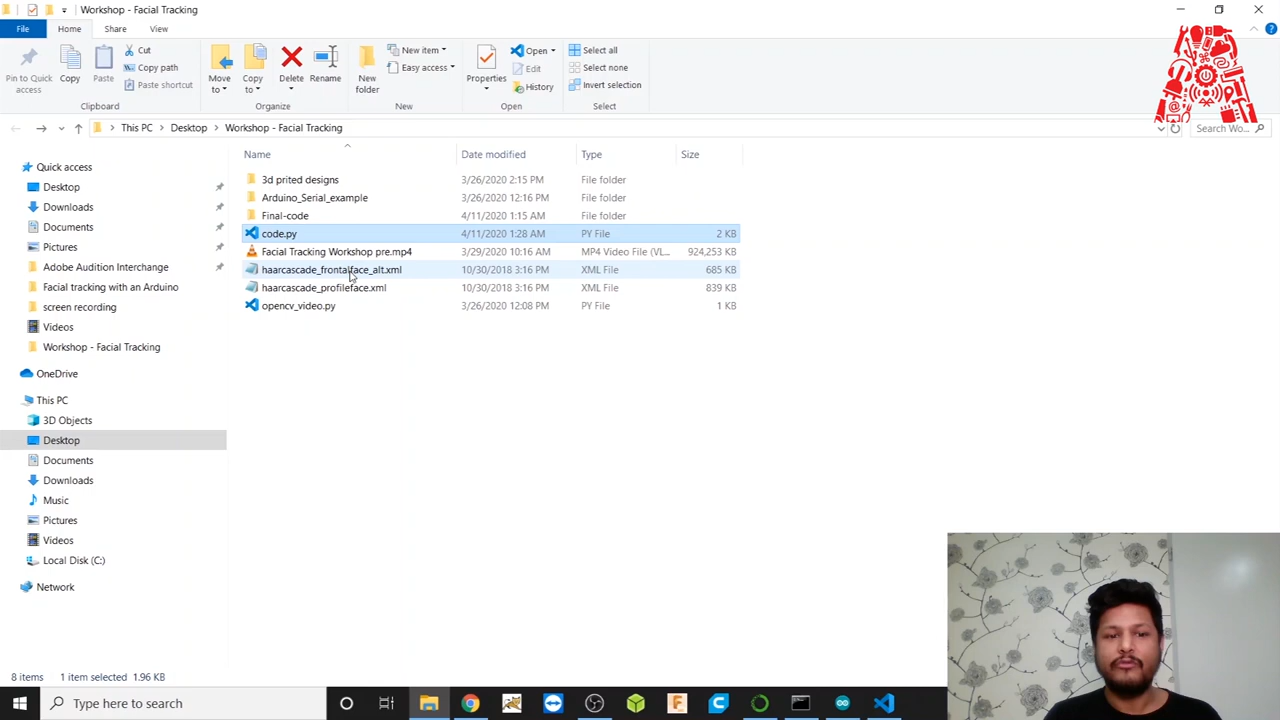 Workshop - Facial Tracking
File Home Share View
Pin to Quick access
Copy
Paste
Cut
Copy path
Paste shortcut
Clipboard
Move to
Copy to
Delete
Rename
Organize
New folder
New item
Easy access
New
Properties
Open
Edit
History
Open
Select all
Select none
Invert selection
Select
This PC > Desktop > Workshop - Facial Tracking
Search Wo...
Name Date modified Type Size
3d prited designs 3/26/2020 2:15 PM File folder
Arduino_Serial_example 3/26/2020 12:16 PM File folder
Final-code 4/11/2020 1:15 AM File folder
code.py 4/11/2020 1:28 AM PY File 2 KB
Facial Tracking Workshop pre.mp4 3/29/2020 10:16 AM MP4 Video File (VL... 924,253 KB
haarcascade_frontalface_alt.xml 10/30/2018 3:16 PM XML File 685 KB
haarcascade_profileface.xml 10/30/2018 3:16 PM XML File 839 KB
opencv_video.py 3/26/2020 12:08 PM PY File 1 KB
Quick access
Desktop
Downloads
Documents
Pictures
Adobe Audition Interchange
Facial tracking with an Arduino
screen recording
Videos
Workshop - Facial Tracking
OneDrive
This PC
3D Objects
Desktop
Documents
Downloads
Music
Pictures
Videos
Local Disk (C:)
Network
8 items 1 item selected 1.96 KB
Type here to search